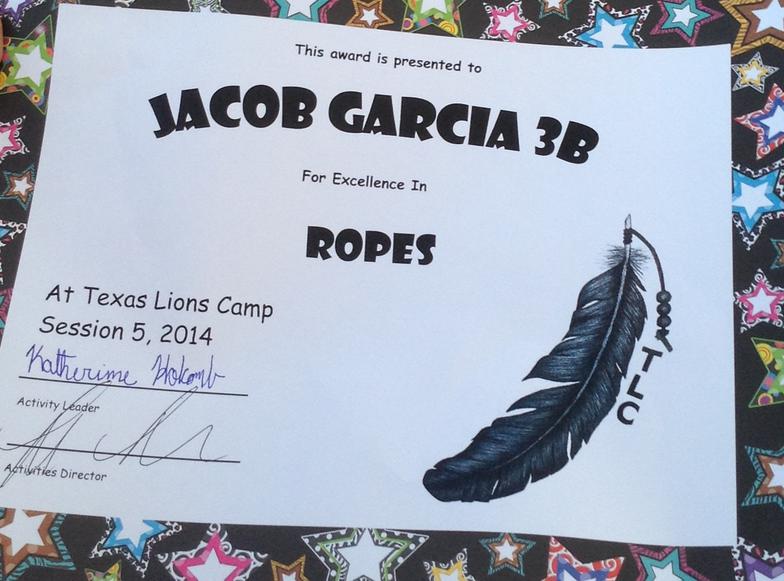 This award is presented to
JACOB GARCIA 3B
For Excellence In
ROPES
At Texas Lions Camp
Session 5, 2014
Katherine Holcomb
Activity Leader
Activities Director
TLC